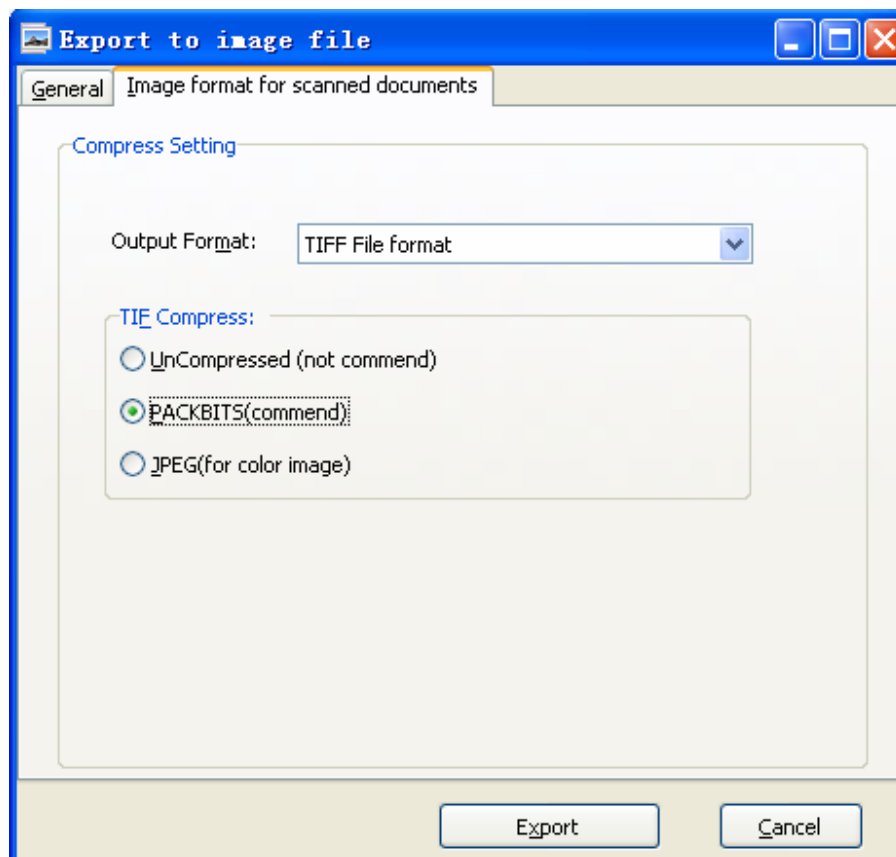 Export to image file
General
Image format for scanned documents
Compress Setting
Output Format:
TIFF File format
TIF Compress:
UnCompressed (not commend)
PACKBITS(commend)
JPEG(for color image)
Export
Cancel